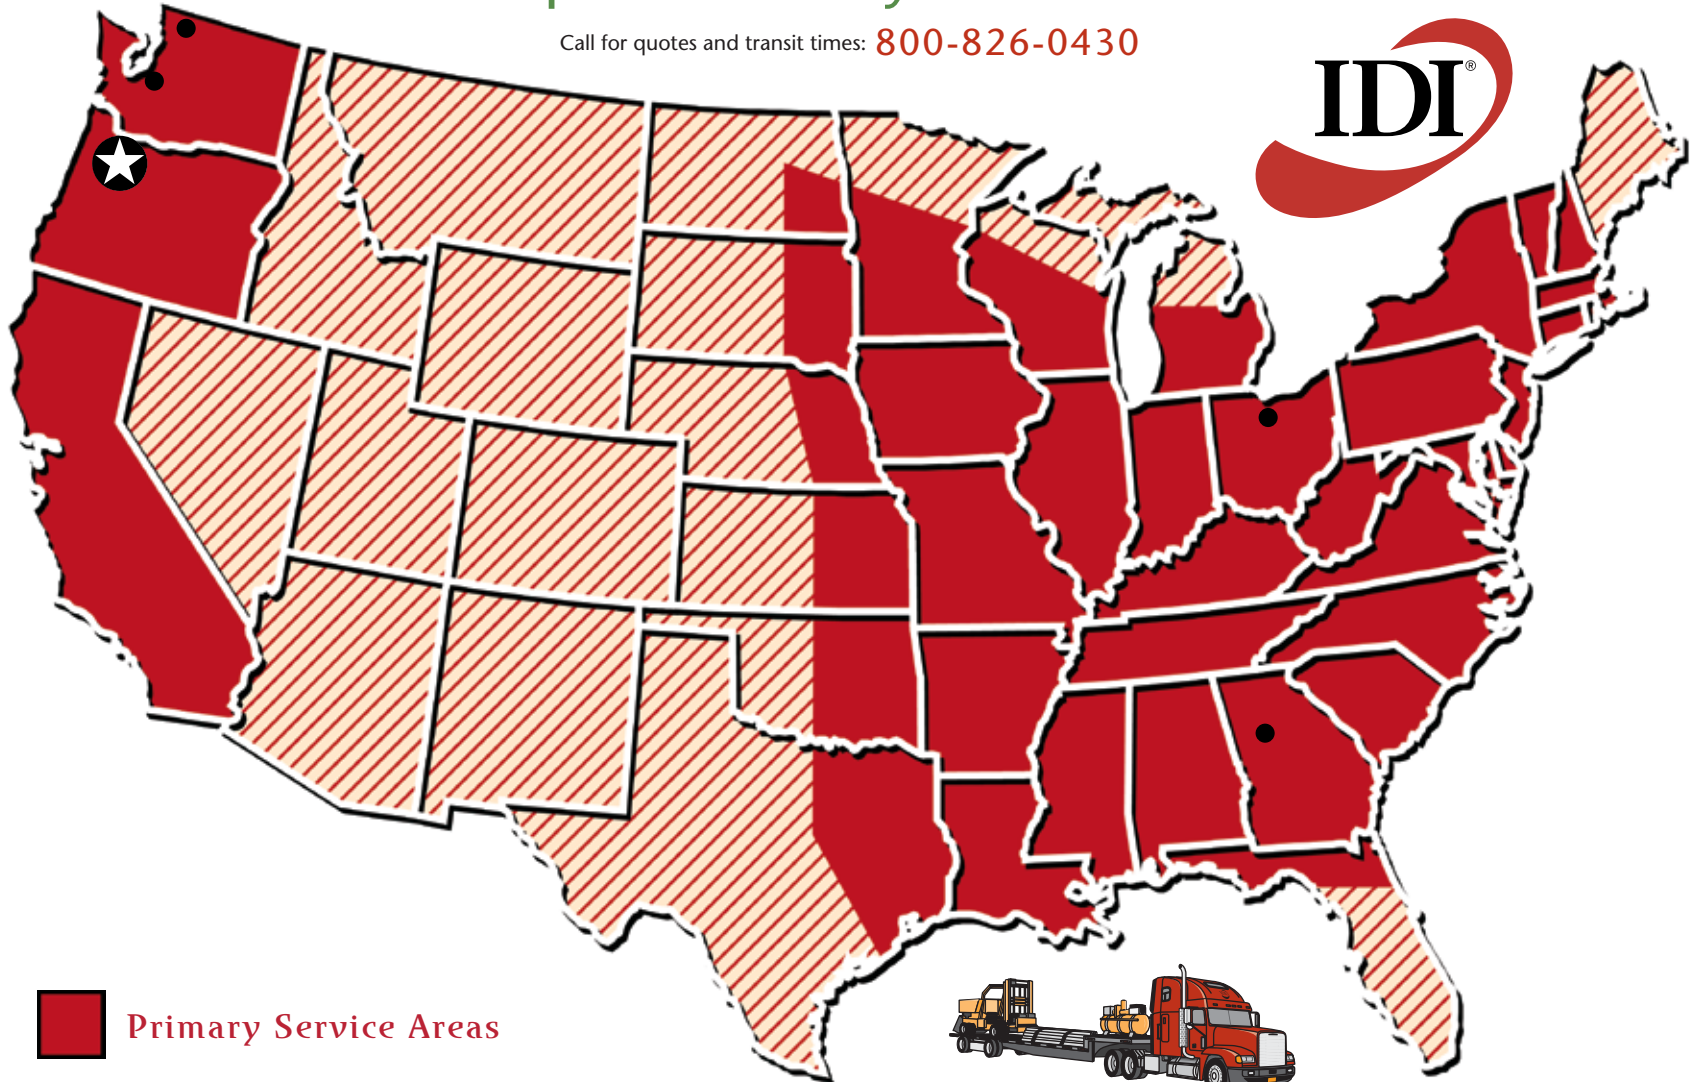 Call for quotes and transit times: 800-826-0430
IDI®
Primary Service Areas